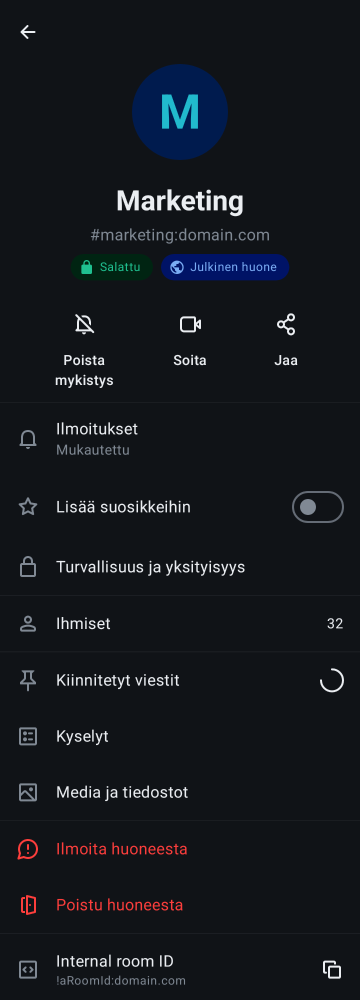 M
Marketing
#marketing:domain.com
Salattu
Julkinen huone
Poista
mykistys
Soita
Jaa
Ilmoitukset
Mukautettu
Lisää suosikkeihin
Turvallisuus ja yksityisyys
Ihmiset
32
Kiinnitetyt viestit
Kyselyt
Media ja tiedostot
Ilmoita huoneesta
Poistu huoneesta
Internal room ID
!aRoomId:domain.com